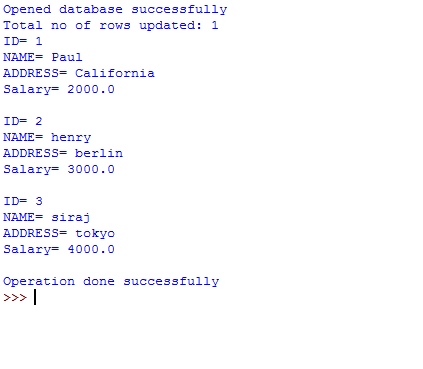 Opened database successfully
Total no of rows updated: 1
ID= 1
NAME= Paul
ADDRESS= California
Salary= 2000.0

ID= 2
NAME= henry
ADDRESS= berlin
Salary= 3000.0

ID= 3
NAME= siraj
ADDRESS= tokyo
Salary= 4000.0

Operation done successfully
>>>